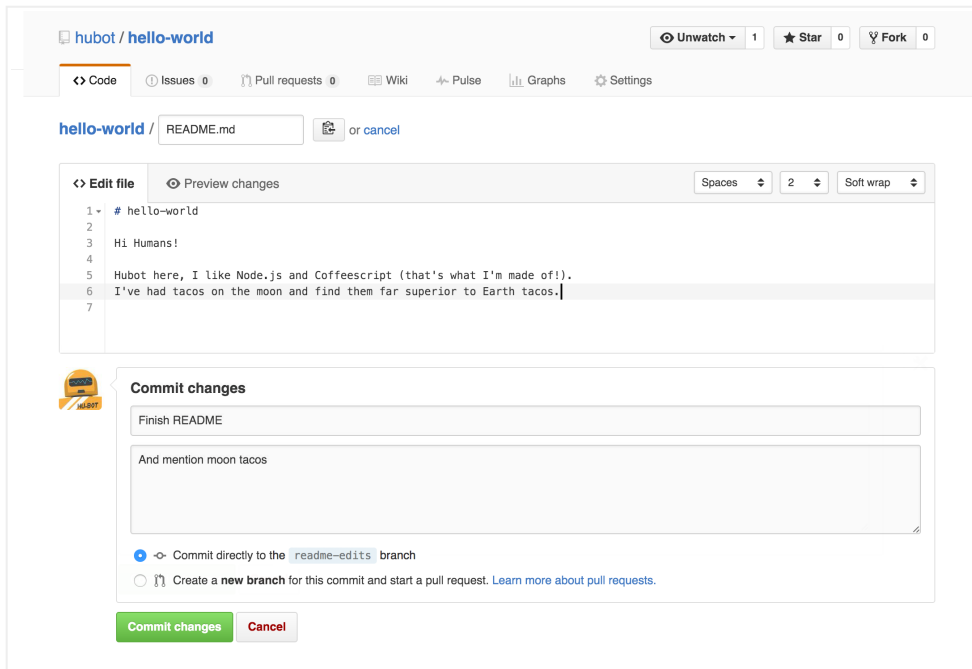 hubot / hello-world
Unwatch 1 Star 0 Fork 0
Code Issues 0 Pull requests 0 Wiki Pulse Graphs Settings
hello-world / README.md or cancel
<> Edit file Preview changes Spaces 2 Soft wrap
1 # hello-world
2
3 Hi Humans!
4
5 Hubot here, I like Node.js and Coffeescript (that's what I'm made of!).
6 I've had tacos on the moon and find them far superior to Earth tacos.
7
HU-BOT
Commit changes
Finish README
And mention moon tacos
Commit directly to the readme-edits branch
Create a new branch for this commit and start a pull request. Learn more about pull requests.
Commit changes Cancel